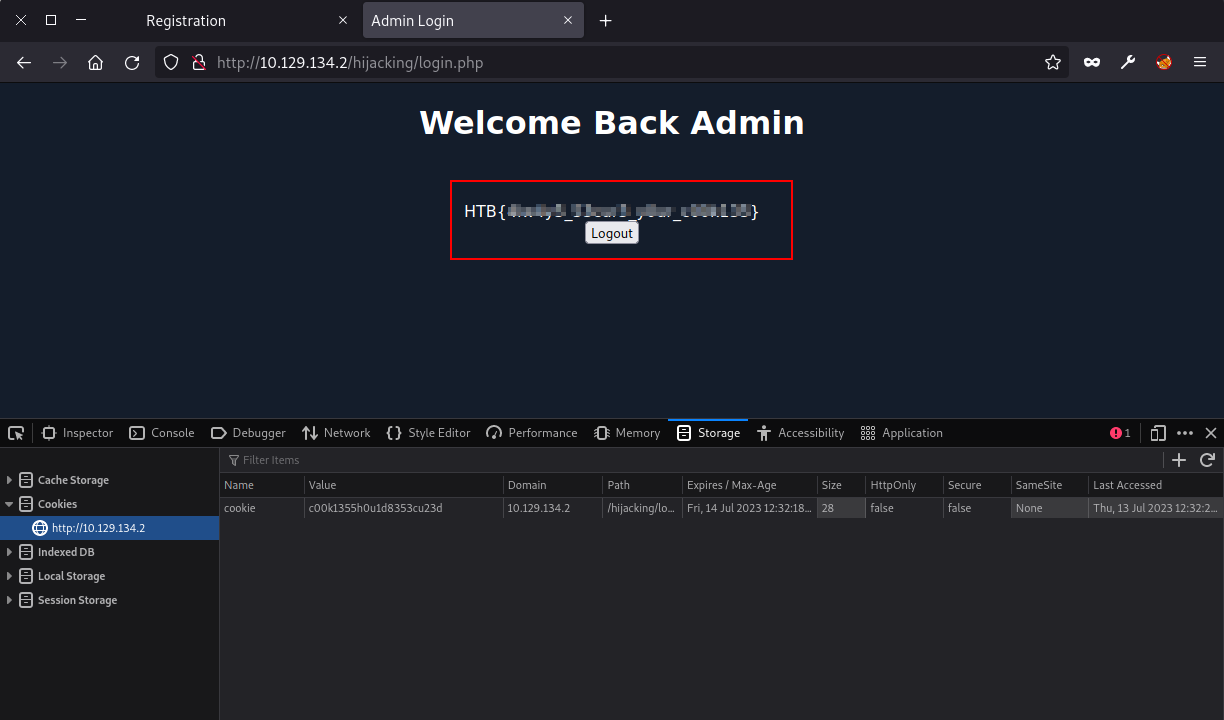 Registration
Admin Login
http://10.129.134.2/hijacking/login.php
Welcome Back Admin
HTB{ }
Logout
Inspector Console Debugger Network Style Editor Performance Memory Storage Accessibility Application 1
Filter Items
Name Value Domain Path Expires / Max-Age Size HttpOnly Secure SameSite Last Accessed
cookie c00k1355h0u1d8353cu23d 10.129.134.2 /hijacking/lo... Fri, 14 Jul 2023 12:32:18... 28 false false None Thu, 13 Jul 2023 12:32:2...
Cache Storage
Cookies
http://10.129.134.2
Indexed DB
Local Storage
Session Storage